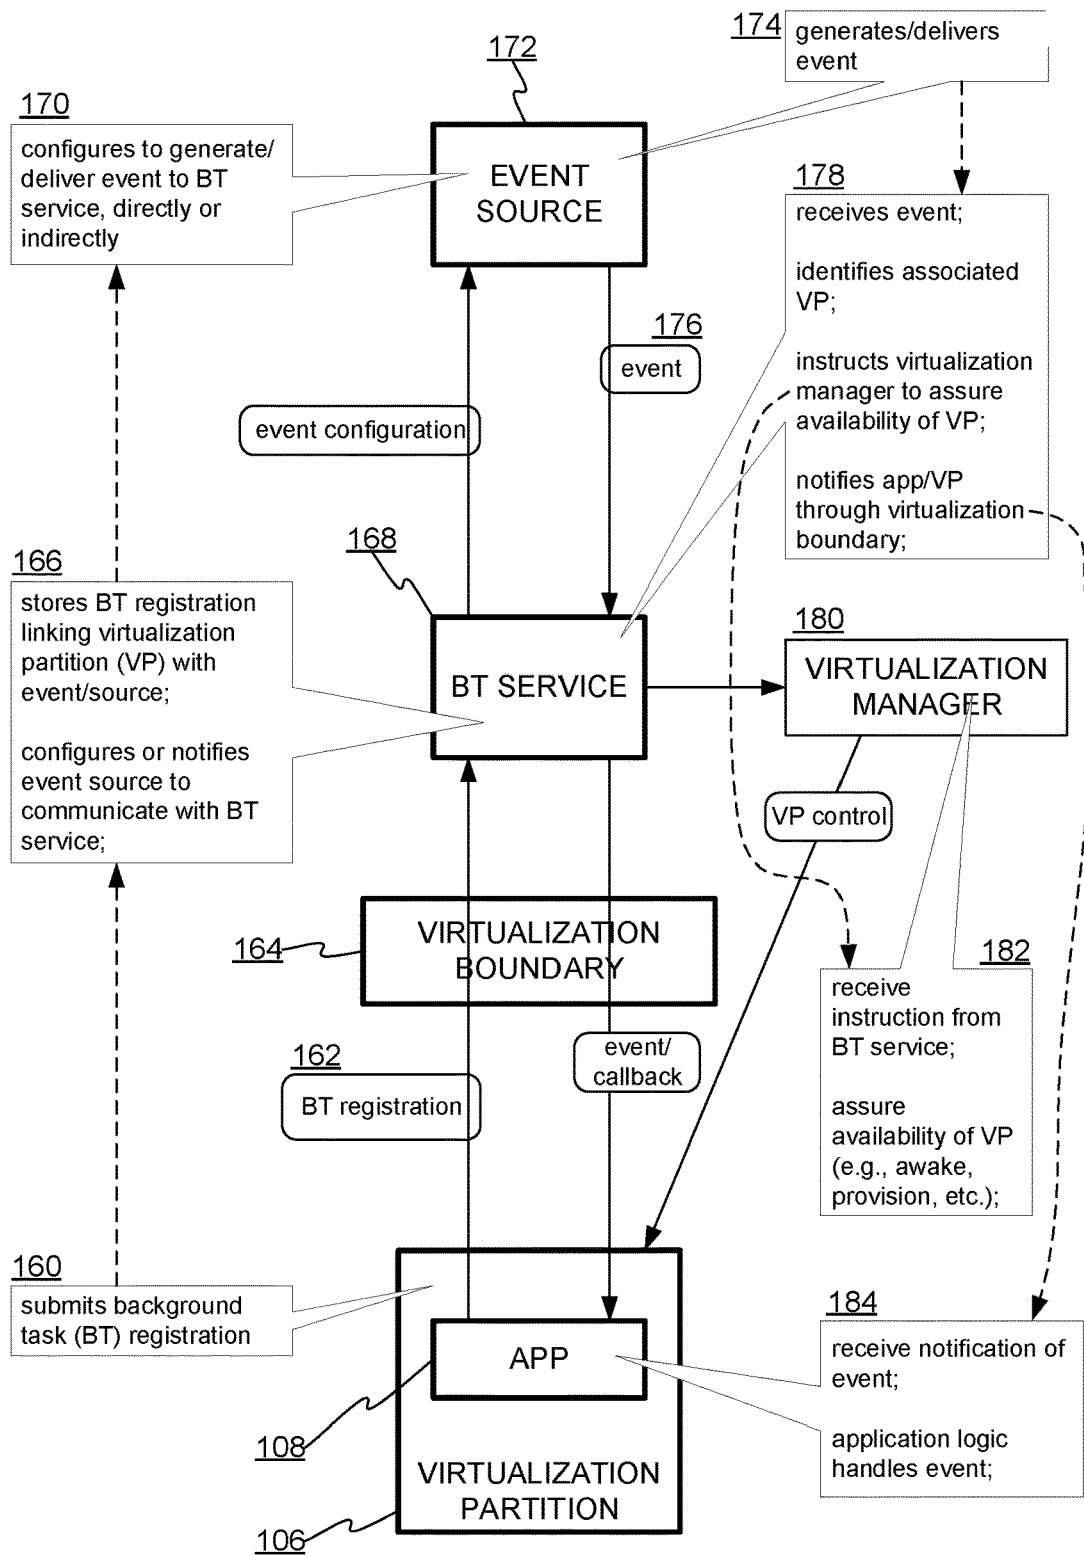 174
generates/delivers
event
172
170
configures to generate/
deliver event to BT
service, directly or
indirectly
EVENT
SOURCE
178
receives event;
identifies associated
VP;
instructs virtualization
manager to assure
availability of VP;
notifies app/VP
through virtualization
boundary;
176
event
event configuration
168
166
stores BT registration
linking virtualization
partition (VP) with
event/source;
configures or notifies
event source to
communicate with BT
service;
BT SERVICE
180
VIRTUALIZATION
MANAGER
VP control
164
VIRTUALIZATION
BOUNDARY
182
receive
instruction from
BT service;
assure
availability of VP
(e.g., awake,
provision, etc.);
162
BT registration
event/
callback
160
submits background
task (BT) registration
APP
108
VIRTUALIZATION
PARTITION
106
184
receive notification of
event;
application logic
handles event;